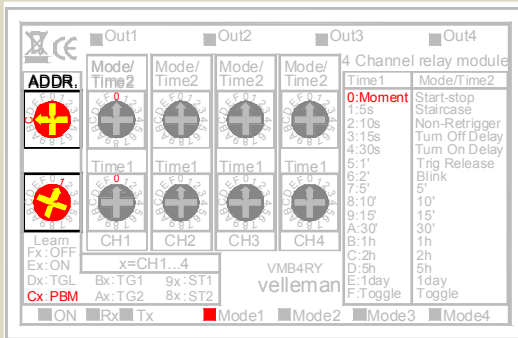 Out1 Out2 Out3 Out4
4 Channel relay module
ADDR. Mode/Time2 Mode/Time2 Mode/Time2 Mode/Time2
Time1 Mode/Time2
0:Moment Start-stop
1:5s Staircase
2:10s Non-Retrigger
3:15s Turn Off Delay
4:30s Turn On Delay
5:1' Trig Release
6:2' Blink
7:5' 5'
8:10' 10'
9:15' 15'
A:30' 30'
B:1h 1h
C:2h 2h
D:5h 5h
E:1day 1day
F:Toggle Toggle
Time1 Time1 Time1 Time1
CH1 CH2 CH3 CH4
Learn
Fx:OFF
Ex:ON
Dx:TGL
Cx:PBM
x=CH1...4
Bx:TG1 9x:ST1
Ax:TG2 8x:ST2
VMB4RY
velleman
ON Rx Tx Mode1 Mode2 Mode3 Mode4